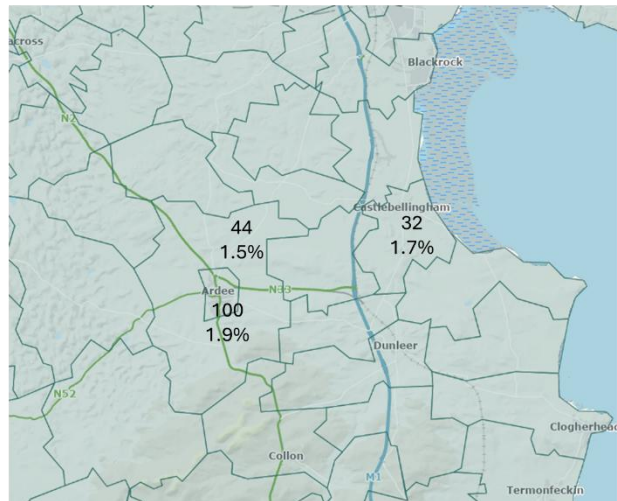 across
Blackrock
N2
Castlebellingham
44
1.5%
32
1.7%
Ardee
N33
100
1.9%
Dunleer
N52
Clogherhead
Collon
M1
Termonfeckin